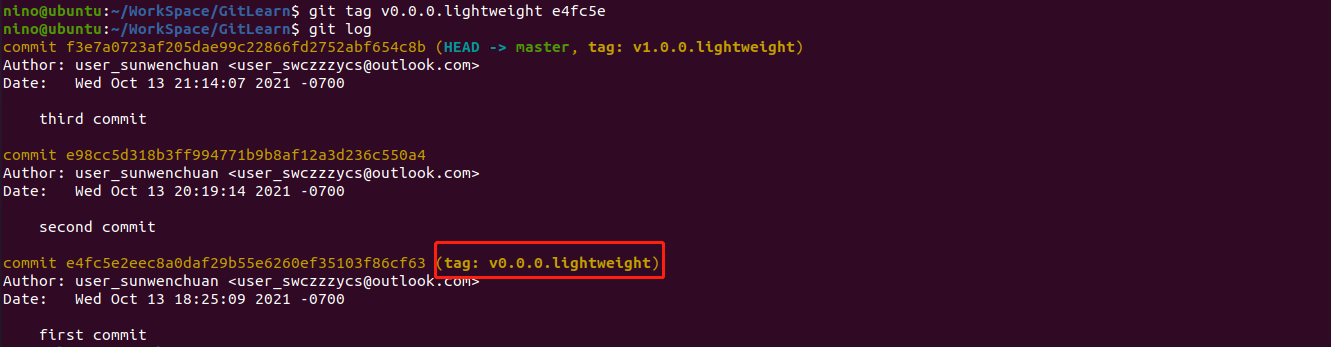 nino@ubuntu:~/WorkSpace/GitLearn$ git tag v0.0.0.lightweight e4fc5e
nino@ubuntu:~/WorkSpace/GitLearn$ git log
commit f3e7a0723af205dae99c22866fd2752abf654c8b (HEAD -> master, tag: v1.0.0.lightweight)
Author: user_sunwenchuan <user_swczzzycs@outlook.com>
Date:   Wed Oct 13 21:14:07 2021 -0700
    third commit
commit e98cc5d318b3ff994771b9b8af12a3d236c550a4
Author: user_sunwenchuan <user_swczzzycs@outlook.com>
Date:   Wed Oct 13 20:19:14 2021 -0700
    second commit
commit e4fc5e2eec8a0daf29b55e6260ef35103f86cf63 (tag: v0.0.0.lightweight)
Author: user_sunwenchuan <user_swczzzycs@outlook.com>
Date:   Wed Oct 13 18:25:09 2021 -0700
    first commit